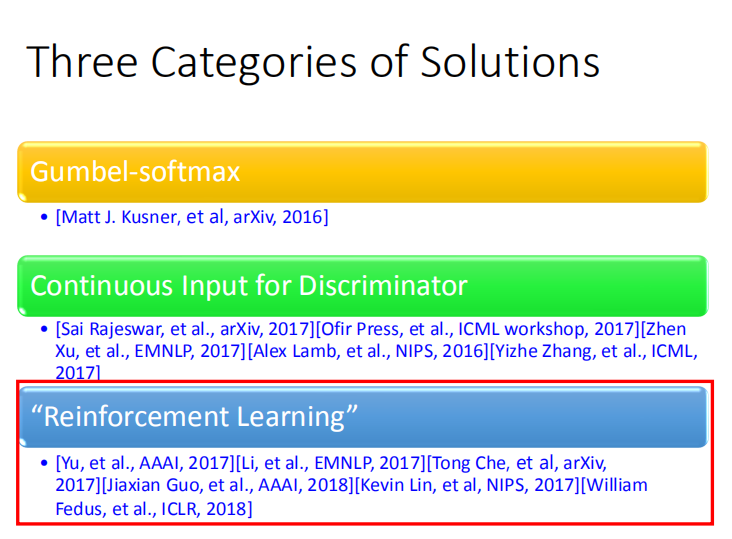 Three Categories of Solutions
Gumbel-softmax
• [Matt J. Kusner, et al, arXiv, 2016]
Continuous Input for Discriminator
• [Sai Rajeswar, et al., arXiv, 2017][Ofir Press, et al., ICML workshop, 2017][Zhen
Xu, et al., EMNLP, 2017][Alex Lamb, et al., NIPS, 2016][Yizhe Zhang, et al., ICML,
2017]
“Reinforcement Learning”
• [Yu, et al., AAAI, 2017][Li, et al., EMNLP, 2017][Tong Che, et al, arXiv,
2017][Jiaxian Guo, et al., AAAI, 2018][Kevin Lin, et al, NIPS, 2017][William
Fedus, et al., ICLR, 2018]